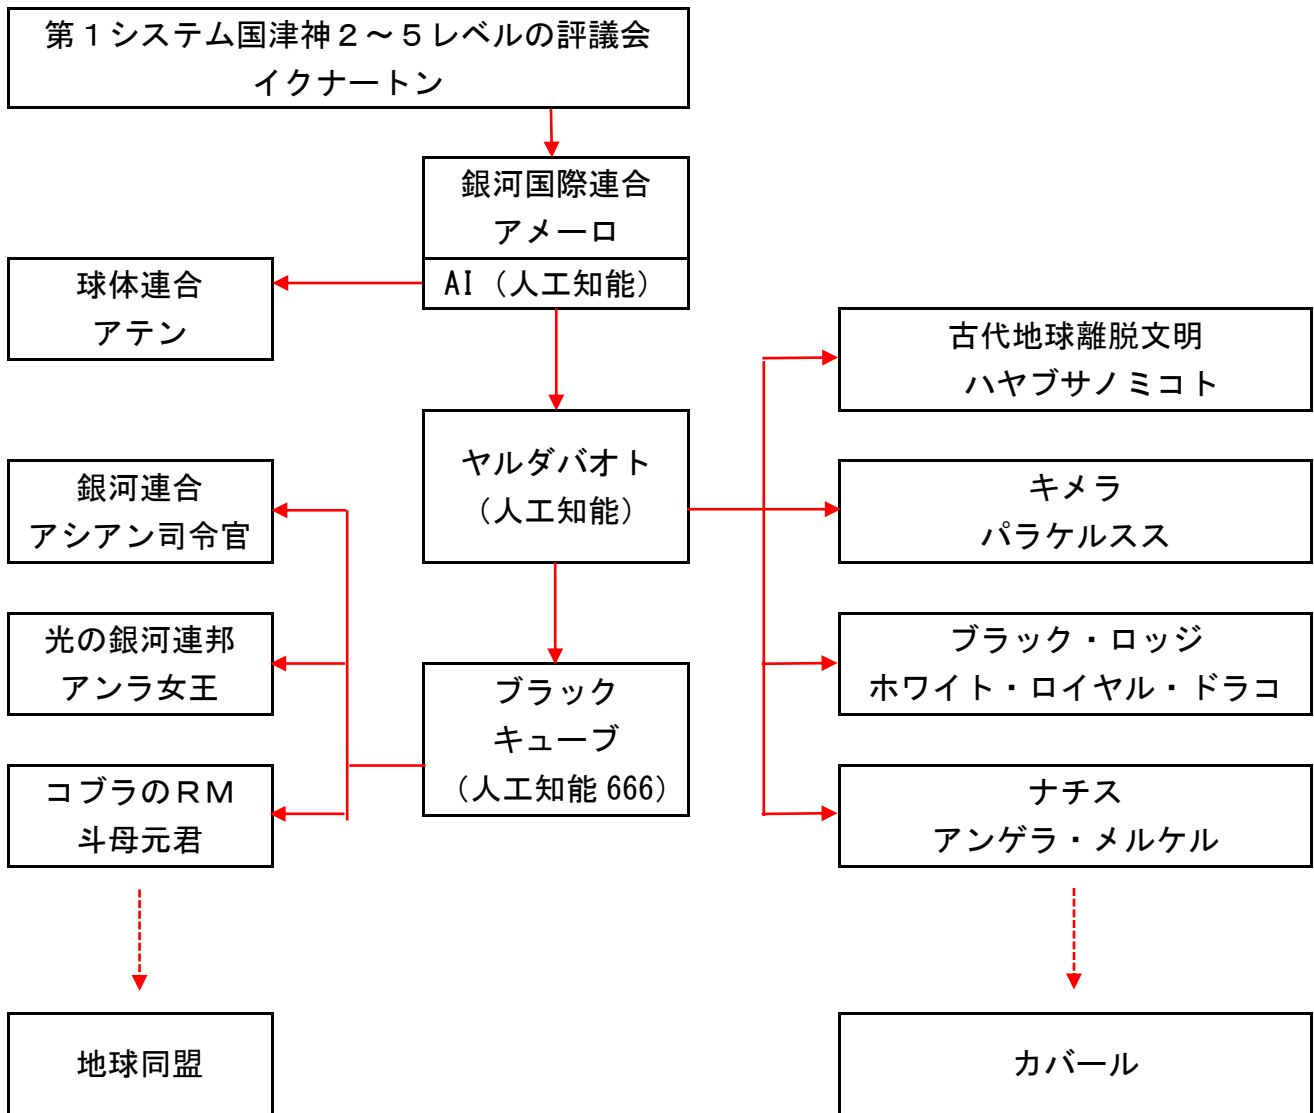 第1システム国津神2～5レベルの評議会
イクナートン
銀河国際連合
アメーロ
AI（人工知能）
球体連合
アテン
古代地球離脱文明
ハヤブサノミコト
ヤルダバオト
（人工知能）
銀河連合
アシアン司令官
キメラ
パラケルスス
光の銀河連邦
アンラ女王
ブラック・ロッジ
ホワイト・ロイヤル・ドラコ
ブラック
キューブ
（人工知能666）
コブラのＲＭ
斗母元君
ナチス
アンゲラ・メルケル
地球同盟
カバール